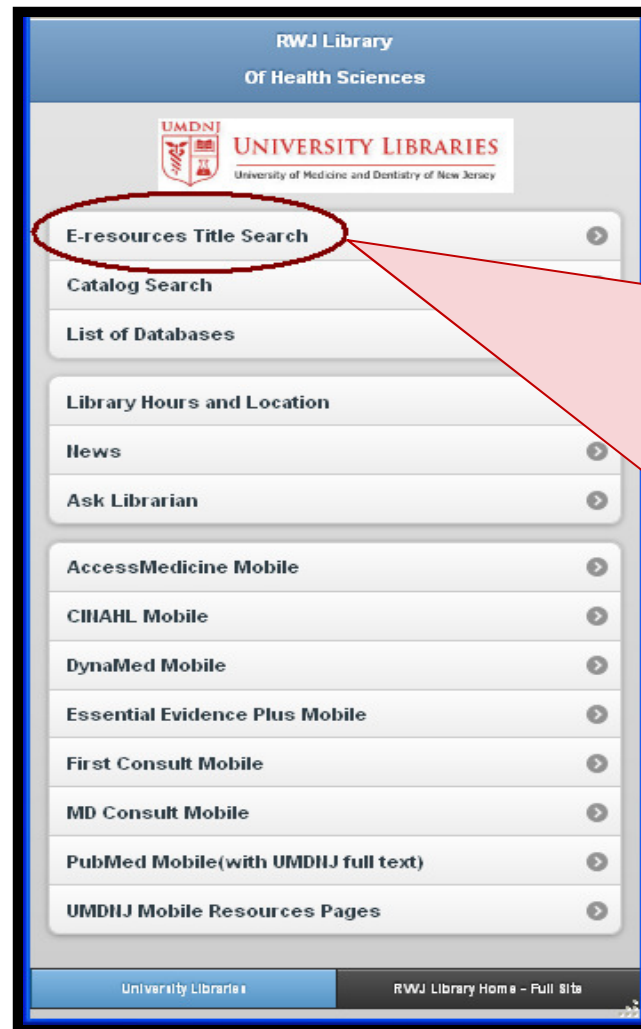 RWJ Library
Of Health Sciences
UMDNJ
UNIVERSITY LIBRARIES
University of Medicine and Dentistry of New Jersey
E-resources Title Search
Catalog Search
List of Databases
Library Hours and Location
News
Ask Librarian
AccessMedicine Mobile
CINAHL Mobile
DynaMed Mobile
Essential Evidence Plus Mobile
First Consult Mobile
MD Consult Mobile
PubMed Mobile(with UMDNJ full text)
UMDNJ Mobile Resources Pages
University Libraries
RWJ Library Home - Full Site